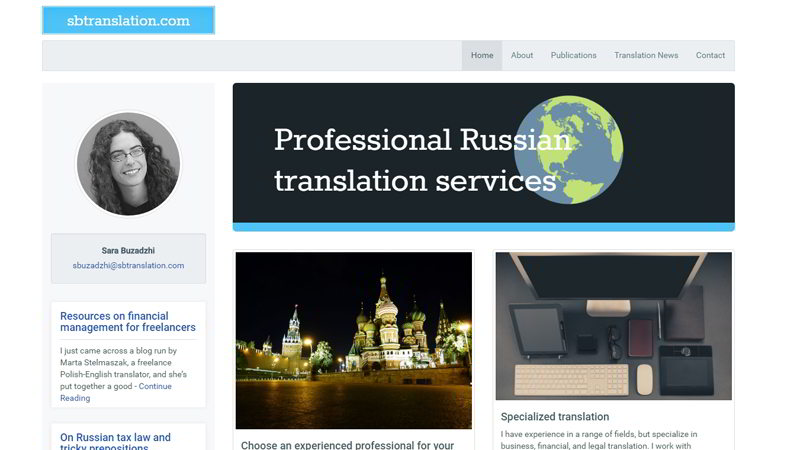 sbtranslation.com
Home
About
Publications
Translation News
Contact
Professional Russian
translation services
Sara Buzadzhi
sbuzadzhi@sbtranslation.com
Resources on financial
management for freelancers
I just came across a blog run by
Marta Stelmaszak, a freelance
Polish-English translator, and she's
put together a good - Continue
Reading
On Russian tax law and
tricky prepositions
Choose an experienced professional for your
Specialized translation
I have experience in a range of fields, but specialize in
business, financial, and legal translation. I work with